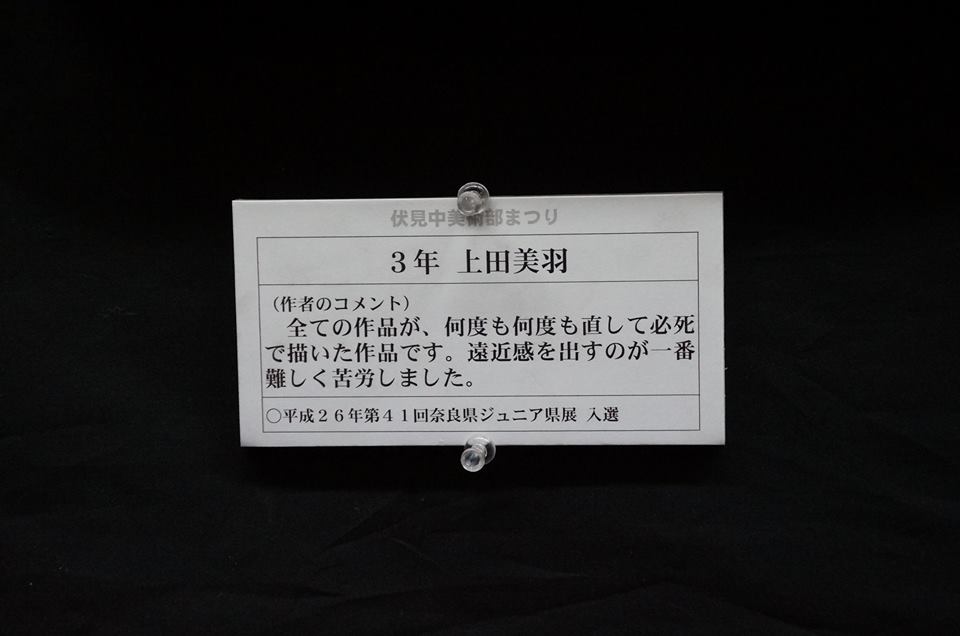 伏見中美術部まつり
３年 上田美羽
（作者のコメント）
全ての作品が、何度も何度も直して必死
で描いた作品です。遠近感を出すのが一番
難しく苦労しました。
○平成２６年第４１回奈良県ジュニア県展 入選